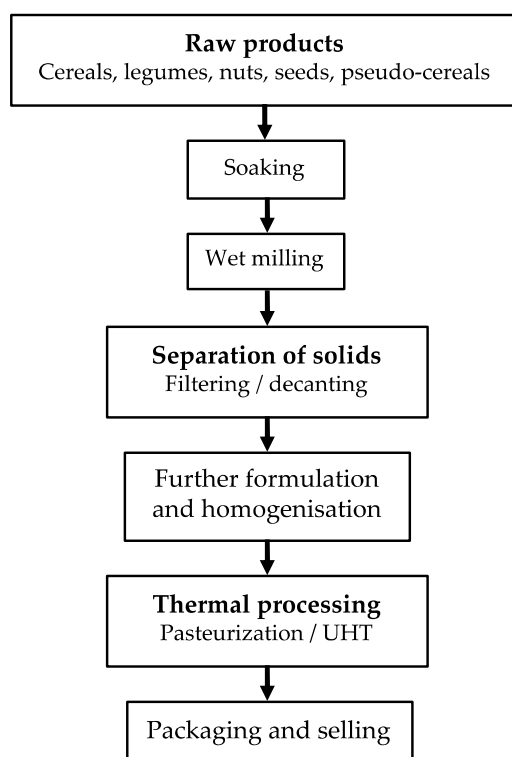 Raw products
Cereals, legumes, nuts, seeds, pseudo-cereals
Soaking
Wet milling
Separation of solids
Filtering / decanting
Further formulation
and homogenisation
Thermal processing
Pasteurization / UHT
Packaging and selling